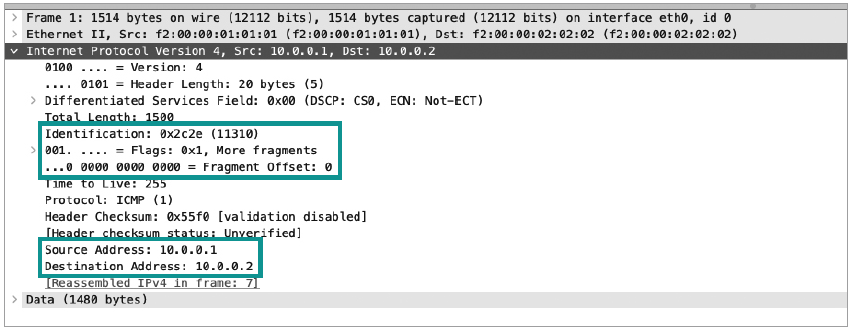 Frame 1: 1514 bytes on wire (12112 bits), 1514 bytes captured (12112 bits) on interface eth0, id 0
Ethernet II, Src: f2:00:00:01:01:01 (f2:00:00:01:01:01), Dst: f2:00:00:02:02:02 (f2:00:00:02:02:02)
Internet Protocol Version 4, Src: 10.0.0.1, Dst: 10.0.0.2
0100 .... = Version: 4
.... 0101 = Header Length: 20 bytes (5)
Differentiated Services Field: 0x00 (DSCP: CS0, ECN: Not-ECT)
Total Length: 1500
Identification: 0x2c2e (11310)
001. .... = Flags: 0x1, More fragments
...0 0000 0000 0000 = Fragment Offset: 0
Time to Live: 255
Protocol: ICMP (1)
Header Checksum: 0x55f0 [validation disabled]
[Header checksum status: Unverified]
Source Address: 10.0.0.1
Destination Address: 10.0.0.2
[Reassembled IPv4 in frame: 7]
Data (1480 bytes)